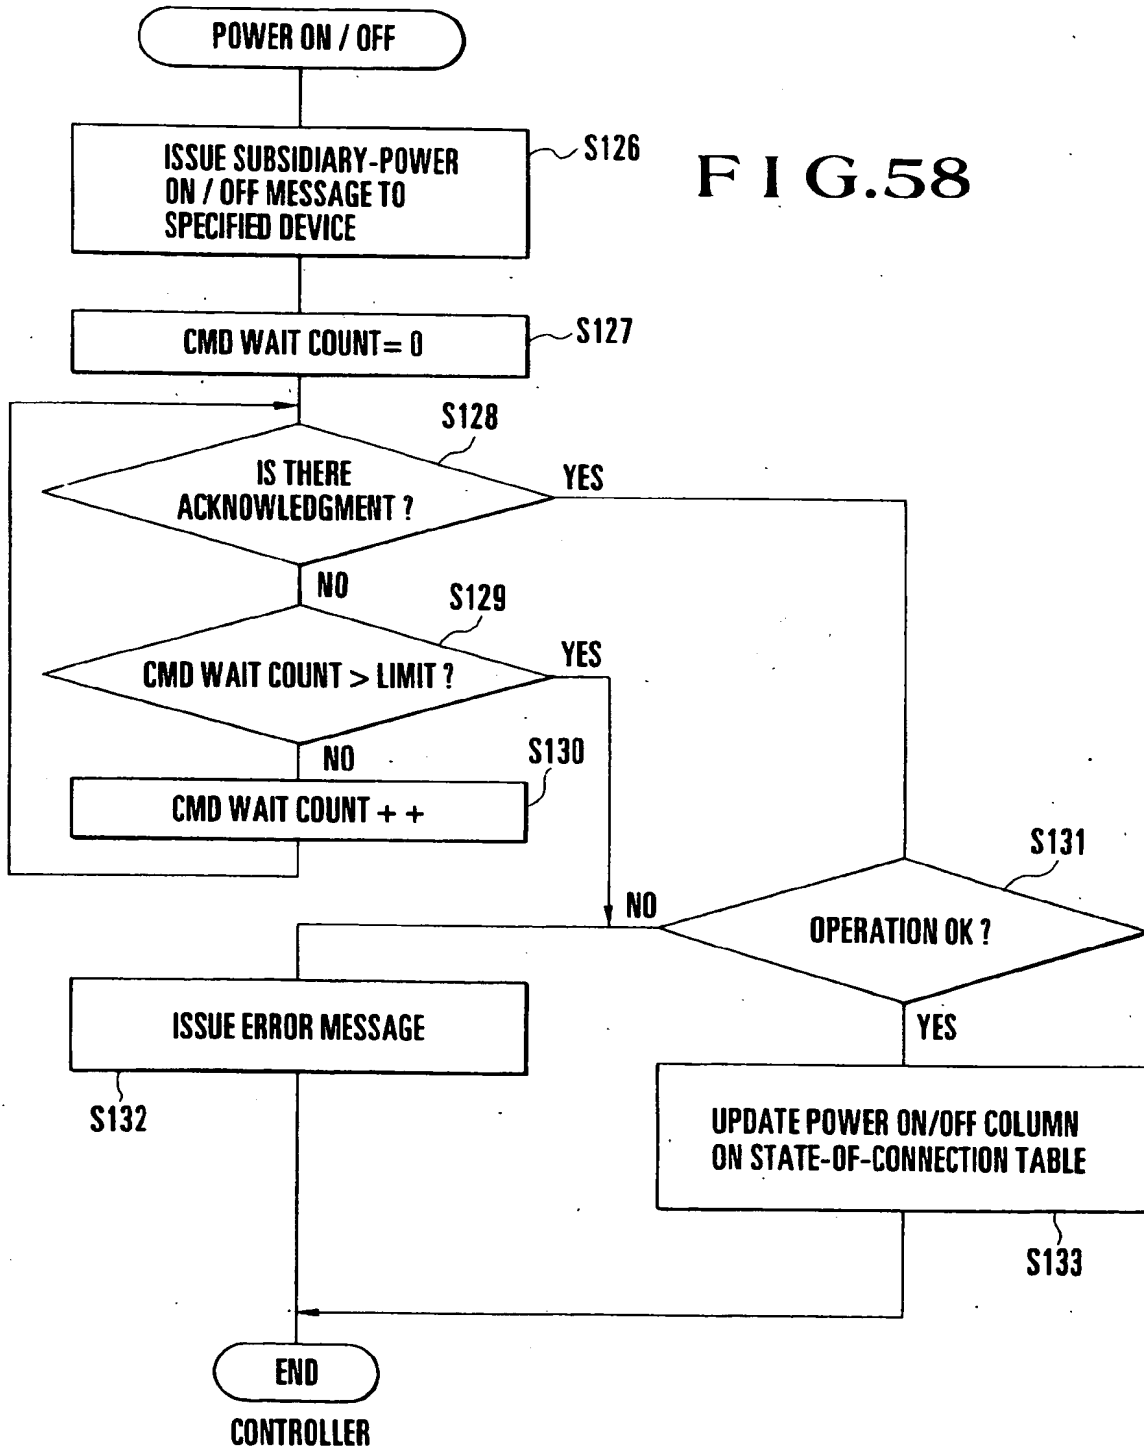 POWER ON / OFF
ISSUE SUBSIDIARY-POWER
ON / OFF MESSAGE TO
SPECIFIED DEVICE
S126
FIG.58
CMD WAIT COUNT = 0
S127
S128
IS THERE
ACKNOWLEDGMENT ?
YES
NO
S129
CMD WAIT COUNT > LIMIT ?
YES
NO
S130
CMD WAIT COUNT + +
S131
NO
OPERATION OK ?
YES
ISSUE ERROR MESSAGE
S132
UPDATE POWER ON/OFF COLUMN
ON STATE-OF-CONNECTION TABLE
S133
END
CONTROLLER